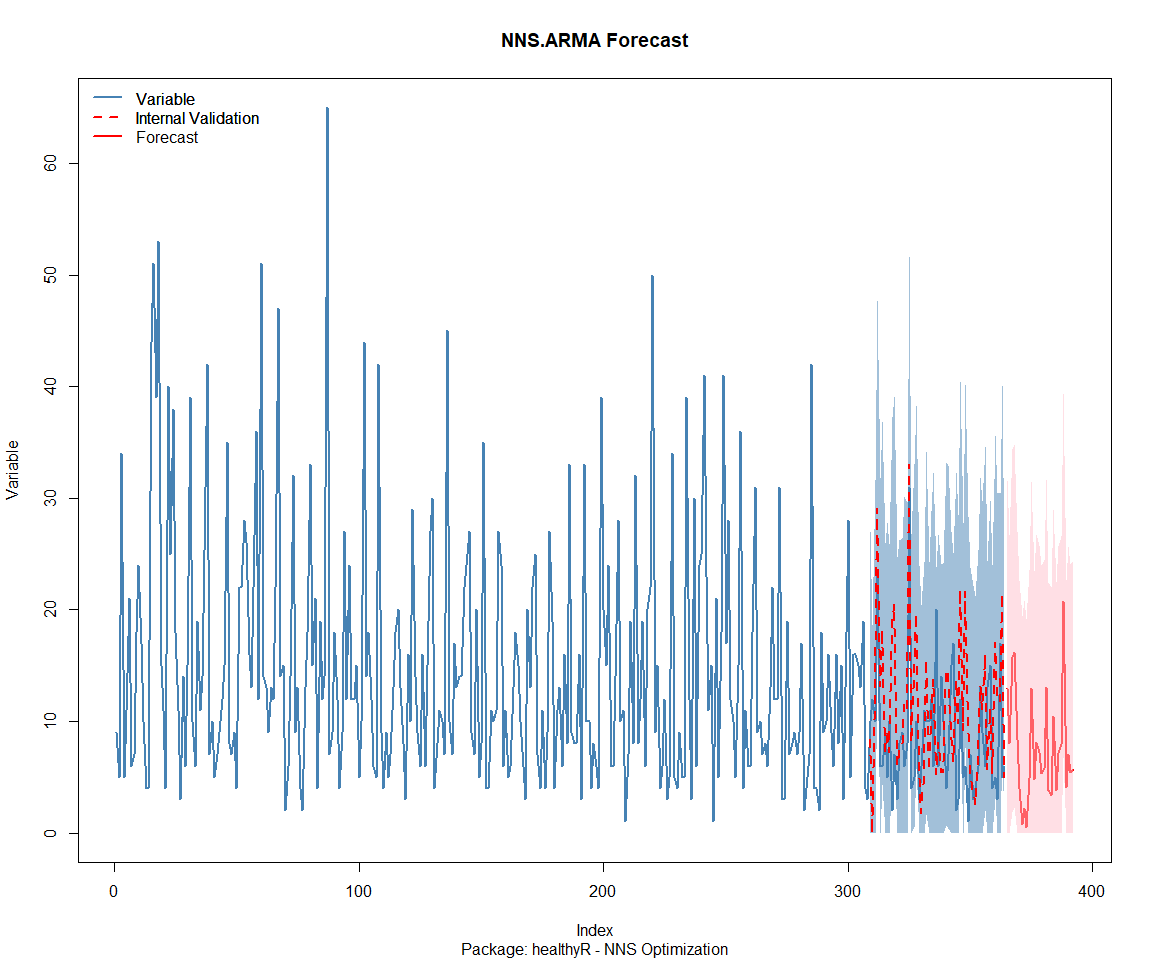 NNS.ARMA Forecast
Variable
Internal Validation
Forecast
Variable
60
50
40
30
20
10
0
0 100 200 300 400
Index
Package: healthyR - NNS Optimization